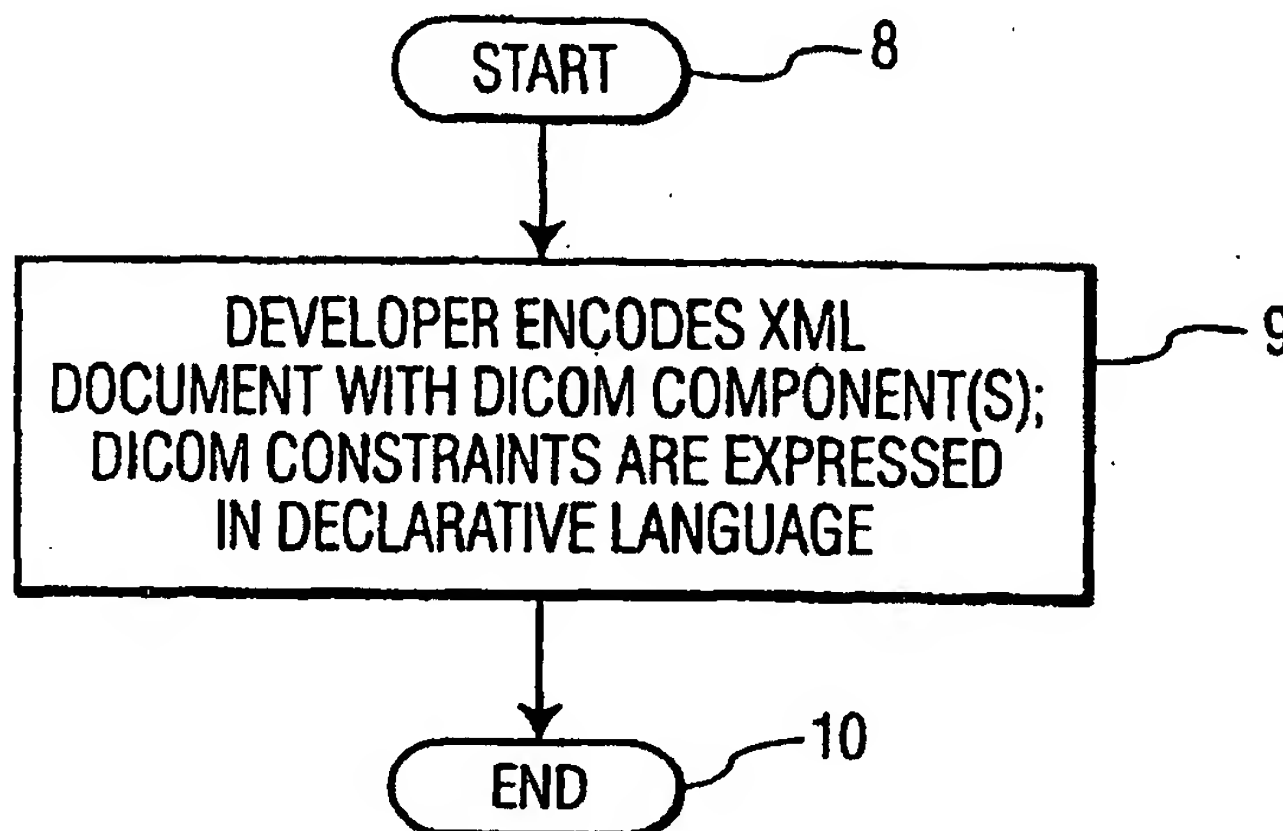 START
8
DEVELOPER ENCODES XML
DOCUMENT WITH DICOM COMPONENT(S);
DICOM CONSTRAINTS ARE EXPRESSED
IN DECLARATIVE LANGUAGE
9
END
10